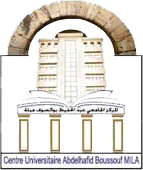 المركز الجامعي عبد الحفيظ بوالصوف ميلة
Centre Universitaire Abdelhafid Boussouf MILA